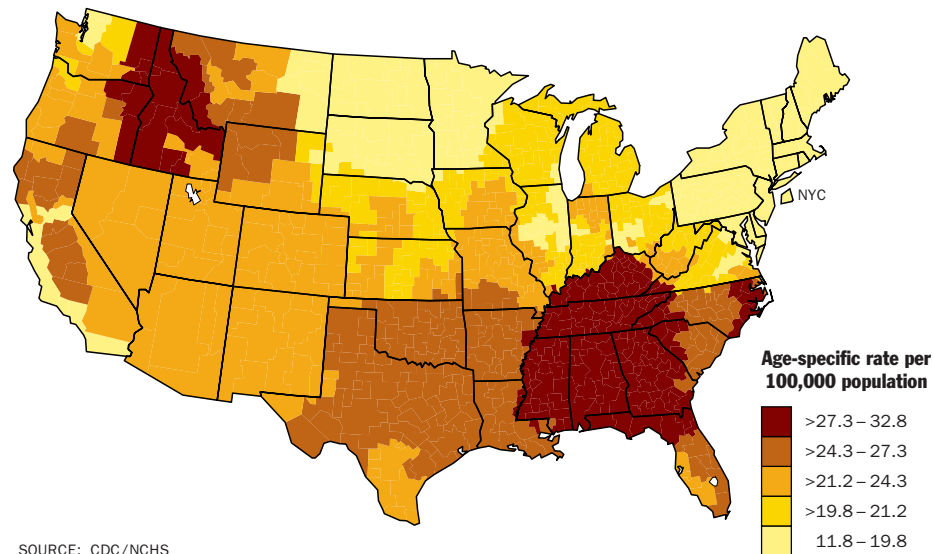 NYC
Age-specific rate per
100,000 population
>27.3 – 32.8
>24.3 – 27.3
>21.2 – 24.3
>19.8 – 21.2
11.8 – 19.8
SOURCE: CDC/NCHS